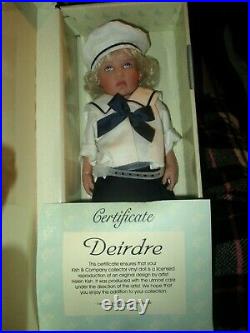 Certificate
Deirdre
This certificate ensures that your
Kish & Company collector vinyl doll is a licensed
reproduction of an original design by artist
Helen Kish. It was produced with the utmost care
under the direction of the artist. We hope that
you enjoy the addition to your collection.